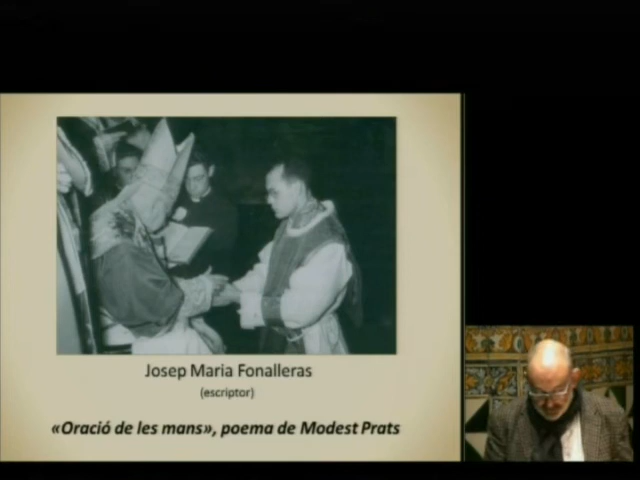 Josep Maria Fonalleras
(escriptor)
«Oració de les mans», poema de Modest Prats